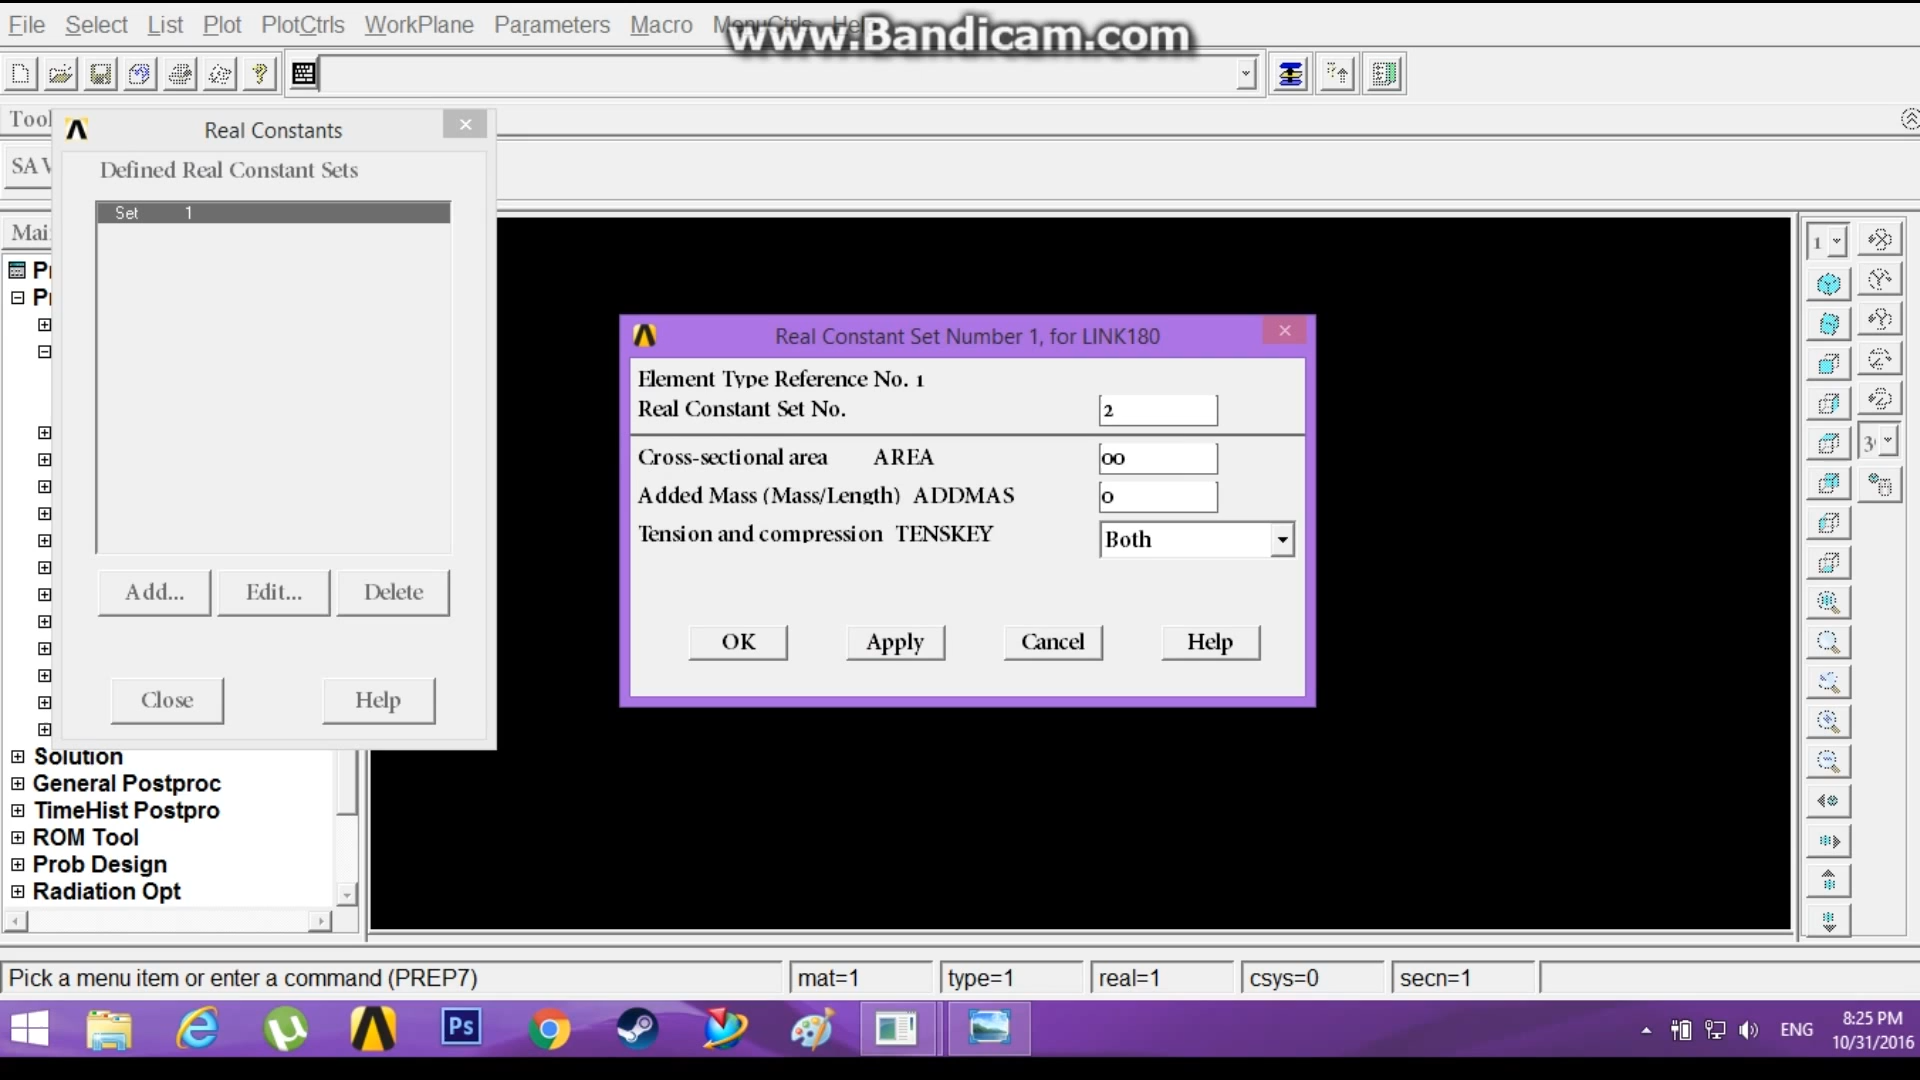 File Select List Plot PlotCtrls WorkPlane Parameters Macro MenuCtrls
www.Bandicam.com
Real Constants
Defined Real Constant Sets
Set 1
Add... Edit... Delete
Close Help
Real Constant Set Number 1, for LINK180
Element Type Reference No. 1
Real Constant Set No. 2
Cross-sectional area AREA 00
Added Mass (Mass/Length) ADDMAS 0
Tension and compression TENSKEY Both
OK Apply Cancel Help
Solution
General Postproc
TimeHist Postpro
ROM Tool
Prob Design
Radiation Opt
1
Pick a menu item or enter a command (PREP7) mat=1 type=1 real=1 csys=0 secn=1
Ps
ENG
8:25 PM
10/31/2016